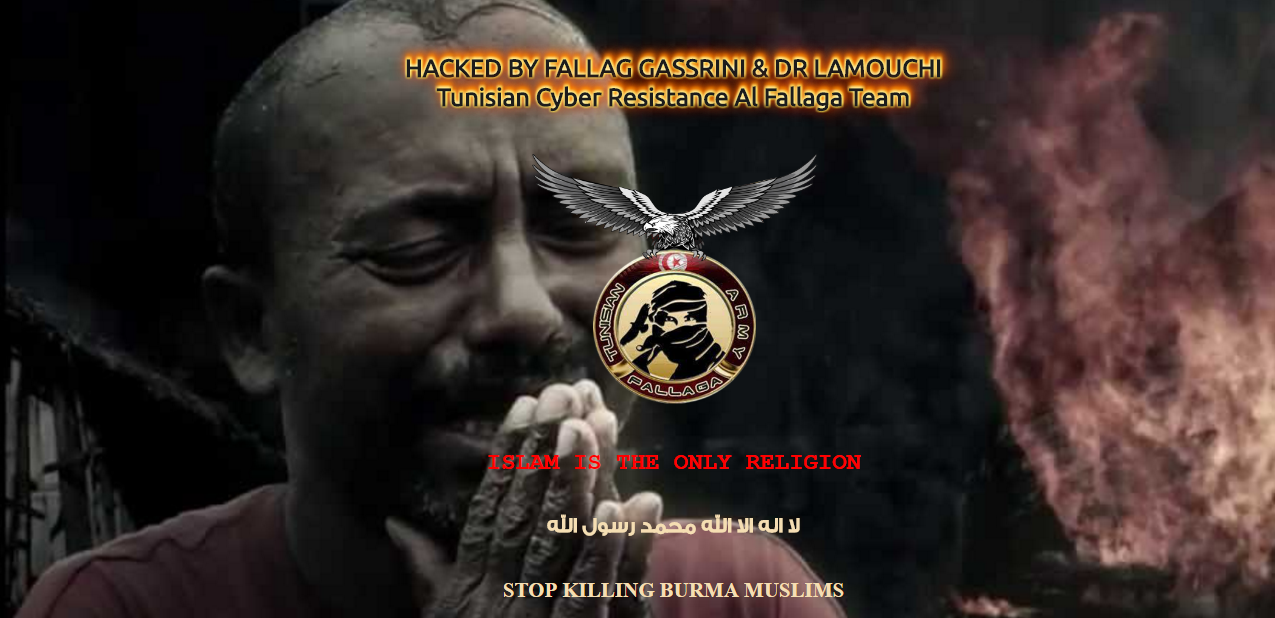 HACKED BY FALLAG GASSRINI & DR LAMOUCHI
Tunisian Cyber Resistance Al Fallaga Team
TUNISIAN
ARMY
FALLAGA
ISLAM IS THE ONLY RELIGION
لا اله الا الله محمد رسول الله
STOP KILLING BURMA MUSLIMS